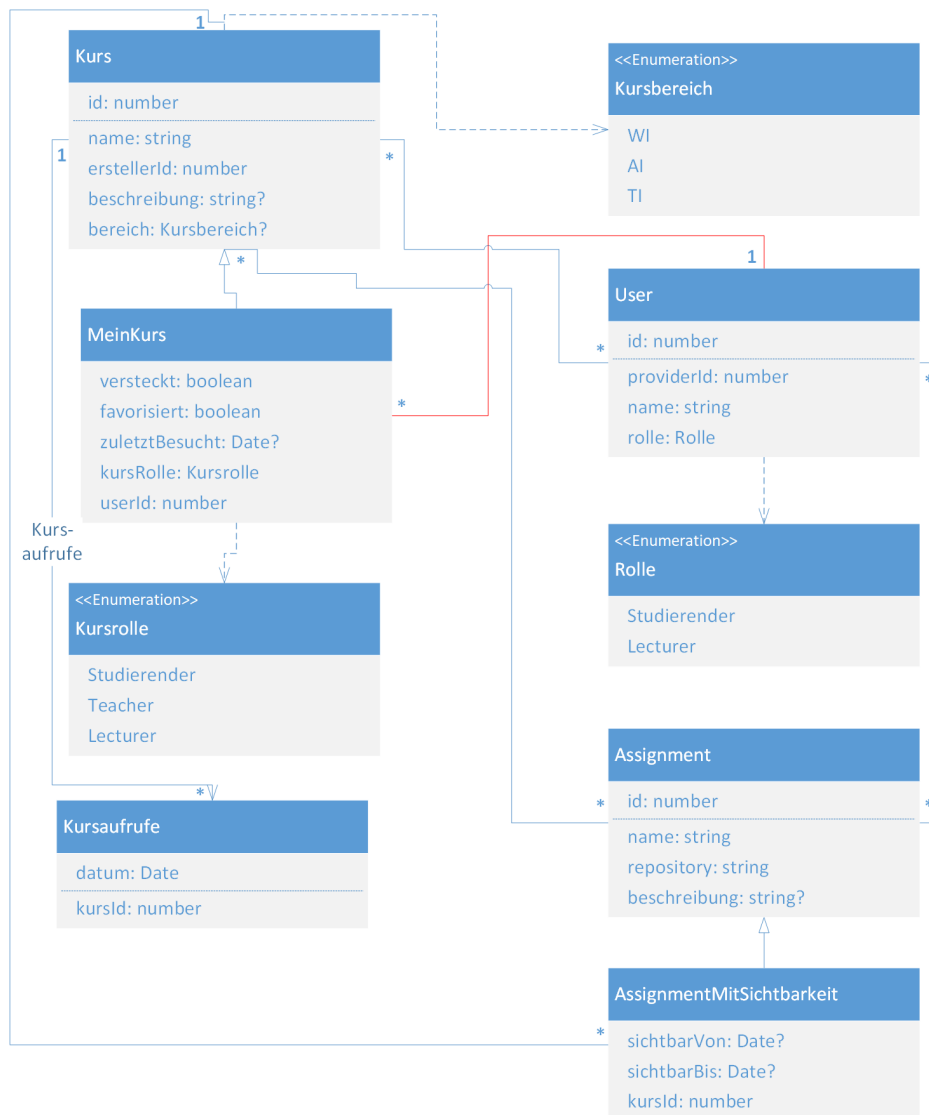 1
Kurs
id: number
name: string
erstellerId: number
beschreibung: string?
bereich: Kursbereich?
1
*
*
<<Enumeration>>
Kursbereich
WI
AI
TI
1
User
id: number
providerId: number
name: string
rolle: Rolle
*
*
MeinKurs
versteckt: boolean
favorisiert: boolean
zuletztBesucht: Date?
kursRolle: Kursrolle
userId: number
*
Kurs-
aufrufe
<<Enumeration>>
Kursrolle
Studierender
Teacher
Lecturer
<<Enumeration>>
Rolle
Studierender
Lecturer
*
Kursaufrufe
datum: Date
kursId: number
Assignment
id: number
name: string
repository: string
beschreibung: string?
*
*
AssignmentMitSichtbarkeit
sichtbarVon: Date?
sichtbarBis: Date?
kursId: number
*